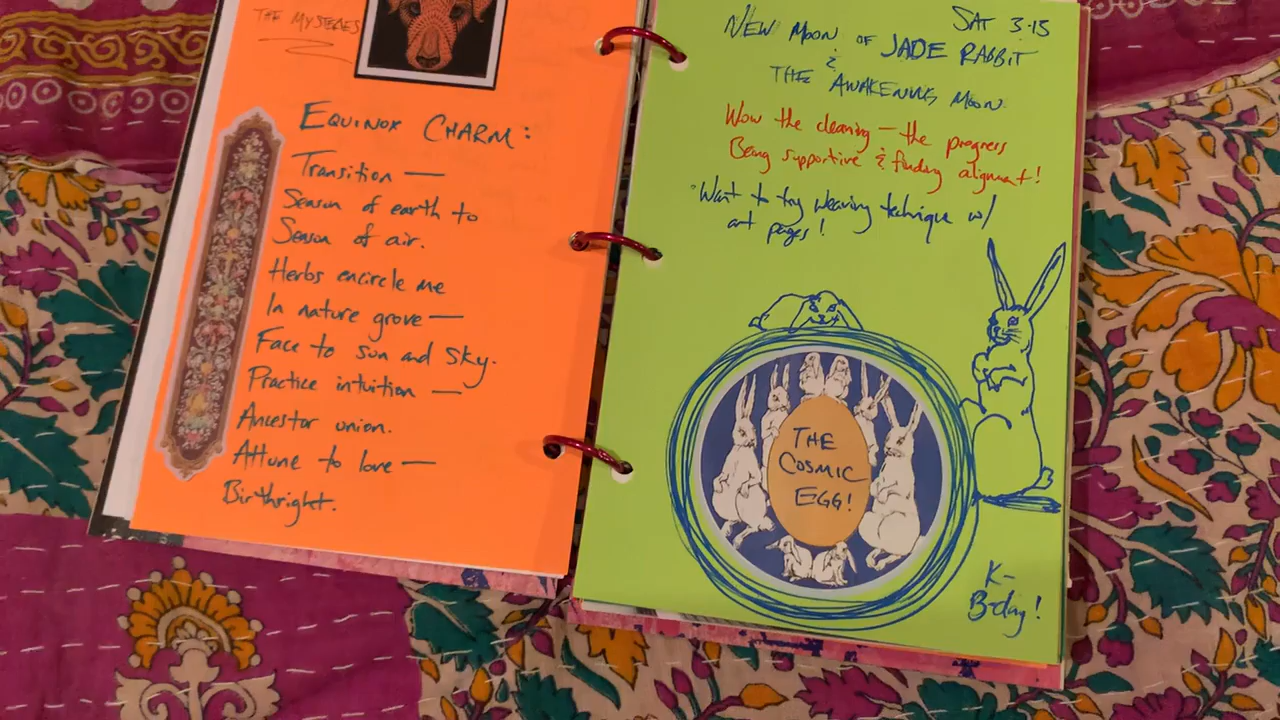 THE MYSTERIES
EQUINOX CHARM:
Transition —
Season of earth to
Season of air.
Herbs encircle me
In nature grove —
Face to sun and sky.
Practice intuition —
Ancestor union.
Attune to love —
Birthright.
SAT 3.13
NEW MOON OF JADE RABBIT
&
THE AWAKENING MOON
Wow the cleaning — the progress
Being supportive & finding alignment!
Want to try weaving technique w/
art pages!
THE
COSMIC
EGG!
K-
B-day!